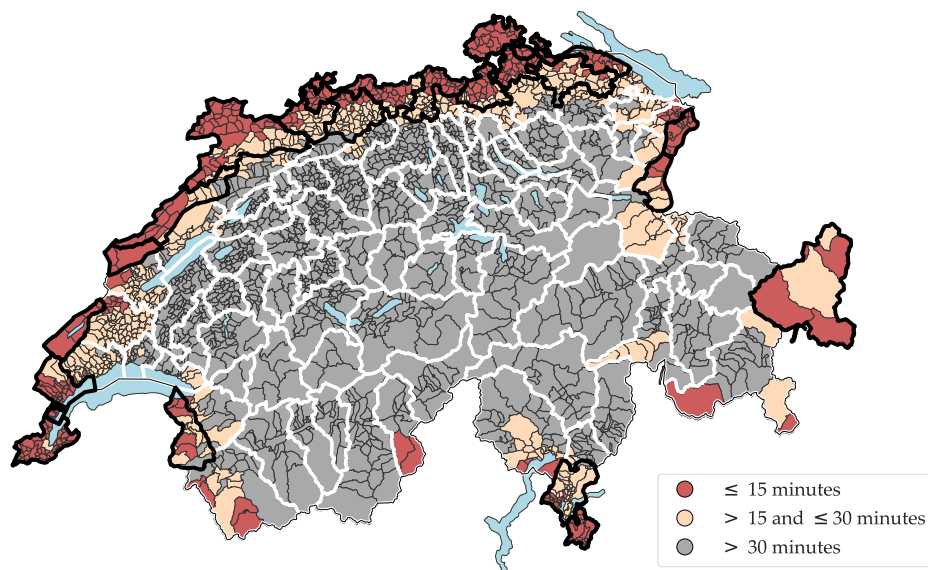 ≤ 15 minutes
> 15 and ≤ 30 minutes
> 30 minutes